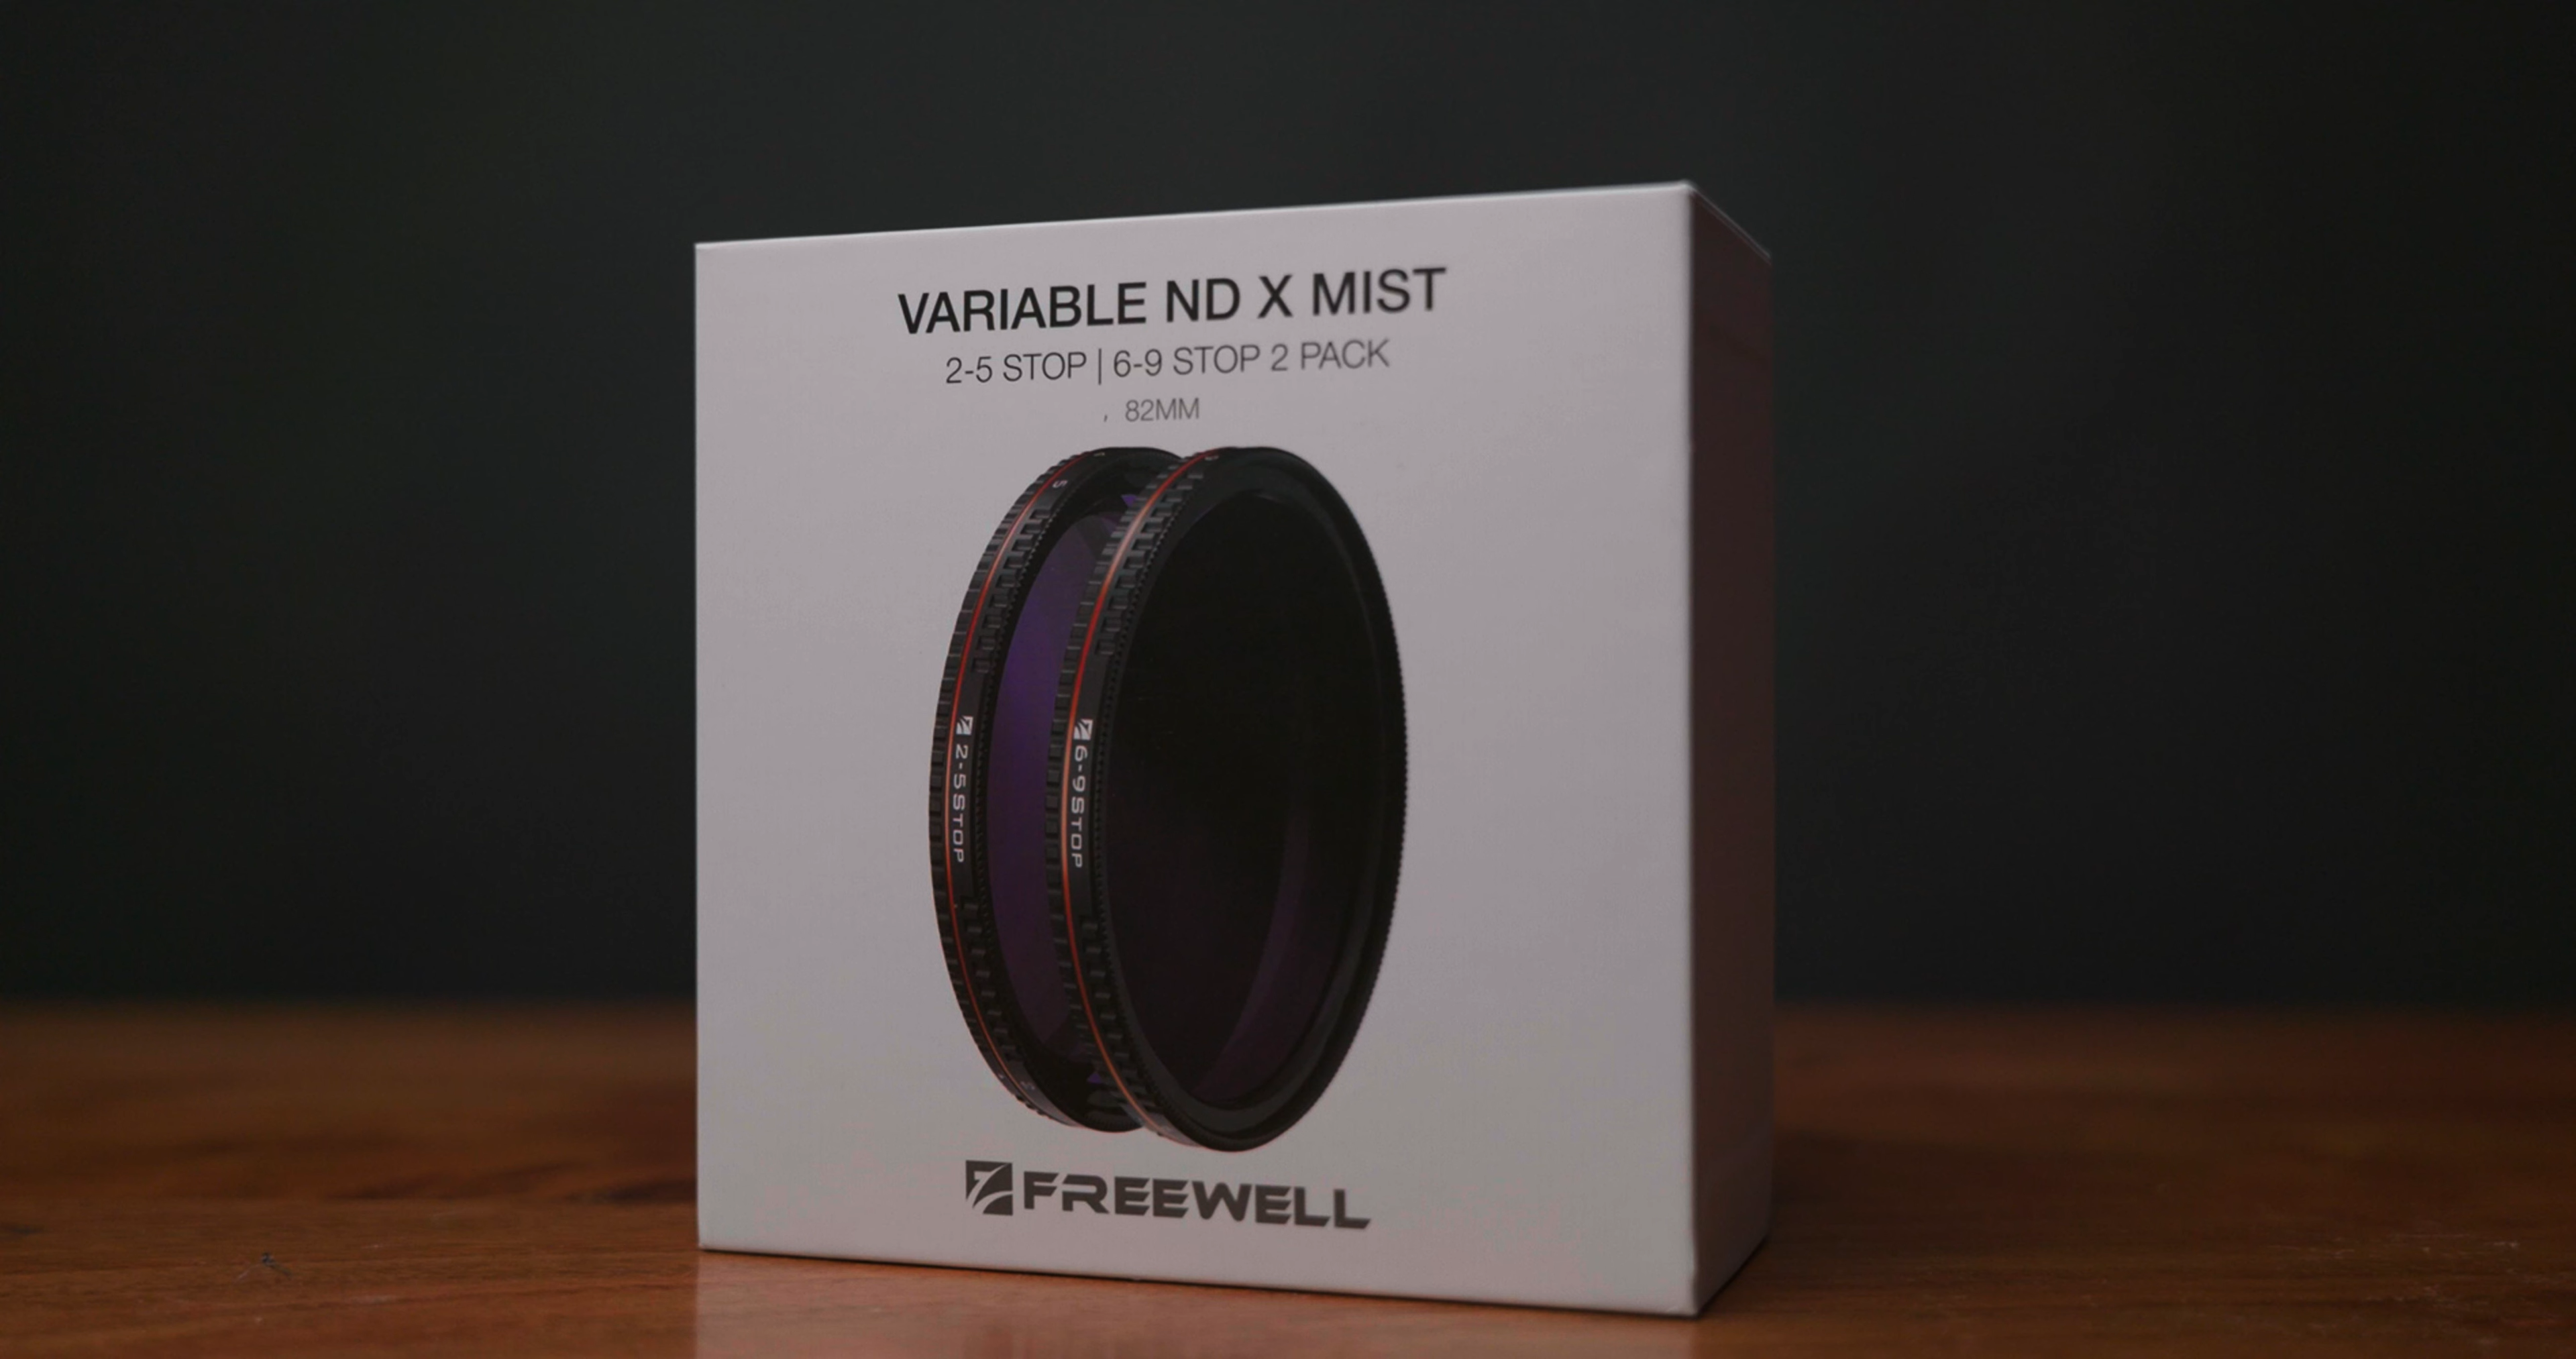 VARIABLE ND X MIST
2-5 STOP | 6-9 STOP 2 PACK
, 82MM
2-5STOP
6-9STOP
FREEWELL